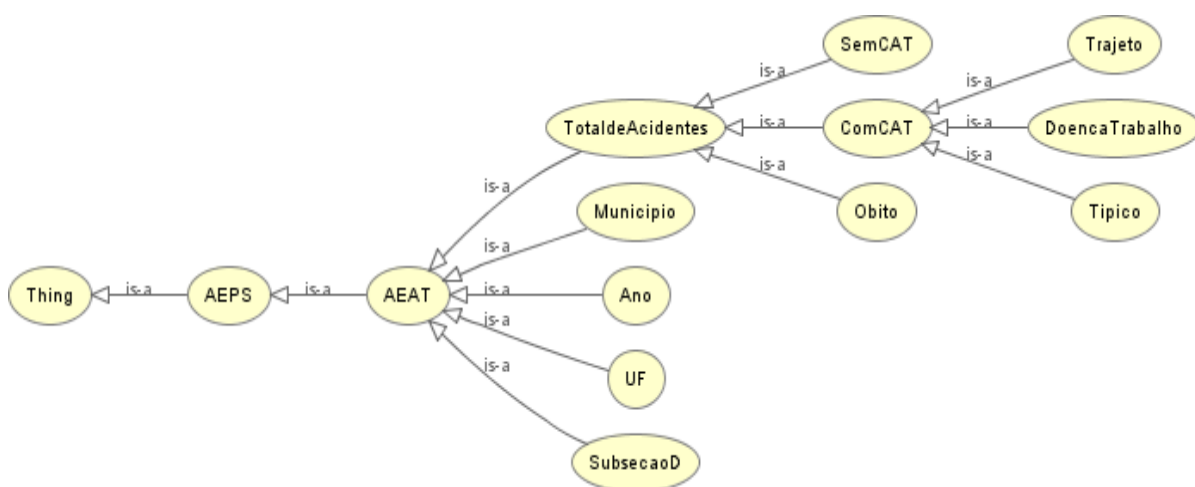 SemCAT
Trajeto
is-a
is-a
TotaldeAcidentes
is-a
ComCAT
is-a
DoencaTrabalho
is-a
is-a
is-a
Municipio
Obito
Tipico
is-a
Thing
is-a
AEPS
is-a
AEAT
is-a
Ano
is-a
UF
is-a
SubsecaoD